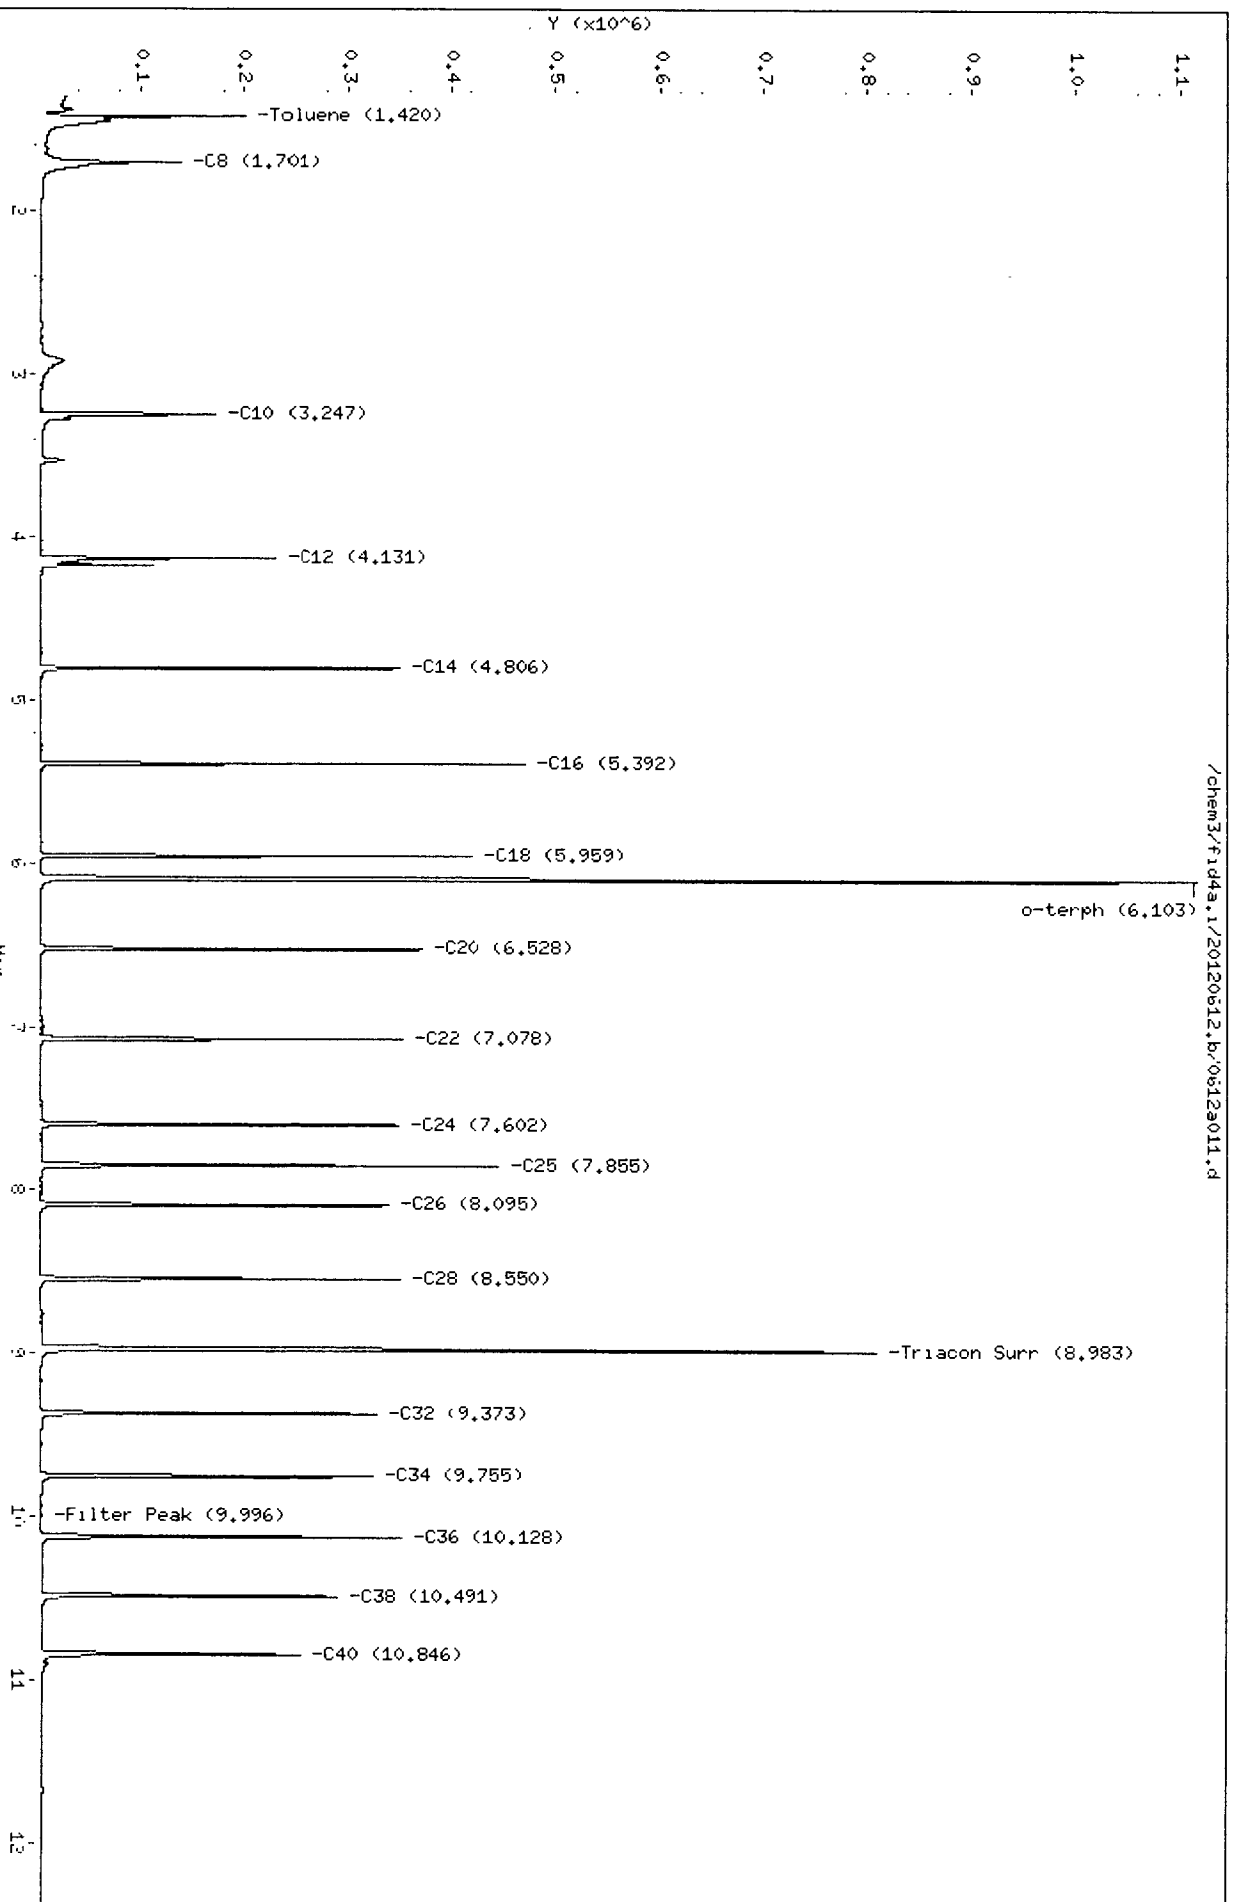 Y (x10^6)
0.1-
0.2-
0.3-
0.4-
0.5-
0.6-
0.7-
0.8-
0.9-
1.0-
1.1-
/chem3/fid4a.i/20120612.b/0612a011.d
-Toluene (1.420)
-C8 (1.701)
2
3
-C10 (3.247)
4
-C12 (4.131)
-C14 (4.806)
5
-C16 (5.392)
-C18 (5.959)
6
o-terph (6.103)
-C20 (6.528)
7
-C22 (7.078)
-C24 (7.602)
-C25 (7.855)
8
-C26 (8.095)
-C28 (8.550)
9
-Triacon Surr (8.983)
-C32 (9.373)
-C34 (9.755)
10
-Filter Peak (9.996)
-C36 (10.128)
-C38 (10.491)
-C40 (10.846)
11
12